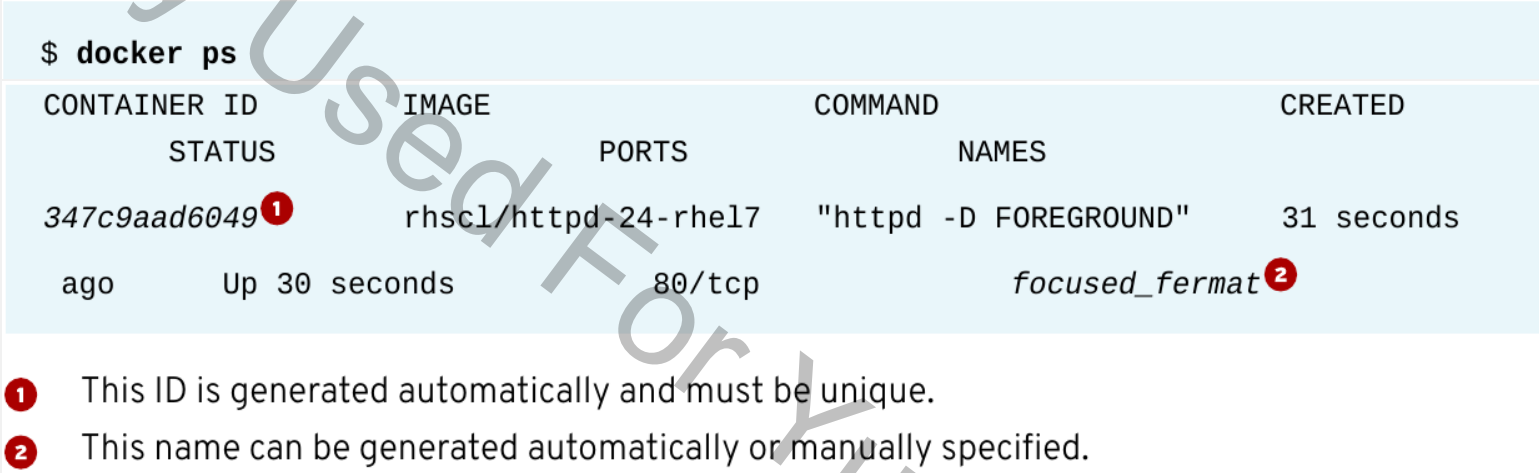 $ docker ps
CONTAINER ID IMAGE COMMAND CREATED
STATUS PORTS NAMES
347c9aad6049 1 rhscl/httpd-24-rhel7 "httpd -D FOREGROUND" 31 seconds
ago Up 30 seconds 80/tcp focused_fermat 2
1 This ID is generated automatically and must be unique.
2 This name can be generated automatically or manually specified.
Used For